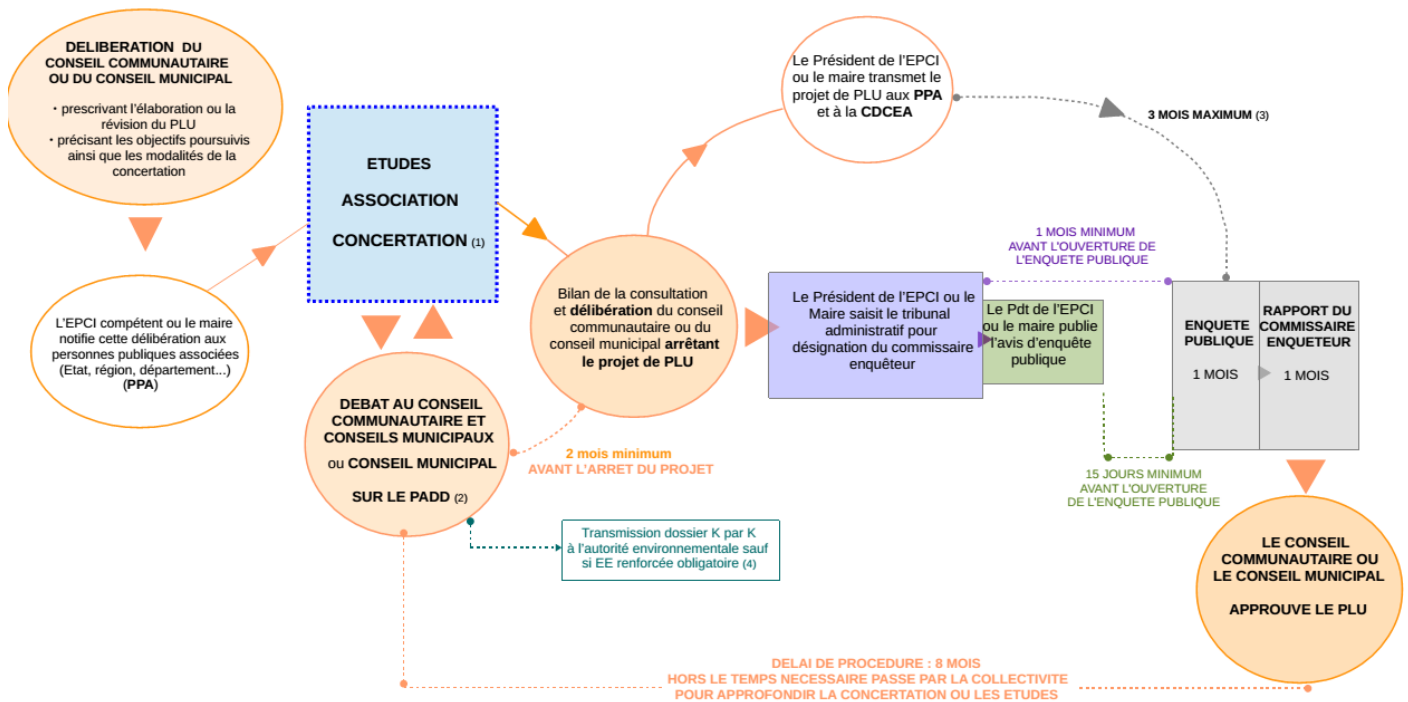 DELIBERATION DU
CONSEIL COMMUNAUTAIRE
OU DU CONSEIL MUNICIPAL
• prescrivant l'élaboration ou la
révision du PLU
• précisant les objectifs poursuivis
ainsi que les modalités de la
concertation
L'EPCI compétent ou le maire
notifie cette délibération aux
personnes publiques associées
(Etat, région, département...)
(PPA)
ETUDES
ASSOCIATION
CONCERTATION (1)
DEBAT AU CONSEIL
COMMUNAUTAIRE ET
CONSEILS MUNICIPAUX
ou CONSEIL MUNICIPAL
SUR LE PADD (2)
Transmission dossier K par K
à l'autorité environnementale sauf
si EE renforcée obligatoire (4)
2 mois minimum
AVANT L'ARRET DU PROJET
Bilan de la consultation
et délibération du conseil
communautaire ou du
conseil municipal arrêtant
le projet de PLU
Le Président de l'EPCI
ou le maire transmet le
projet de PLU aux PPA
et à la CDCEA
3 MOIS MAXIMUM (3)
Le Président de l'EPCI ou le
Maire saisit le tribunal
administratif pour
désignation du commissaire
enquêteur
Le Pdt de l'EPCI
ou le maire publie
l'avis d'enquête
publique
1 MOIS MINIMUM
AVANT L'OUVERTURE DE
L'ENQUETE PUBLIQUE
15 JOURS MINIMUM
AVANT L'OUVERTURE
DE L'ENQUETE PUBLIQUE
ENQUETE
PUBLIQUE
1 MOIS
RAPPORT DU
COMMISSAIRE
ENQUETEUR
1 MOIS
LE CONSEIL
COMMUNAUTAIRE OU
LE CONSEIL MUNICIPAL
APPROUVE LE PLU
DELAI DE PROCEDURE : 8 MOIS
HORS LE TEMPS NECESSAIRE PASSE PAR LA COLLECTIVITE
POUR APPROFONDIR LA CONCERTATION OU LES ETUDES